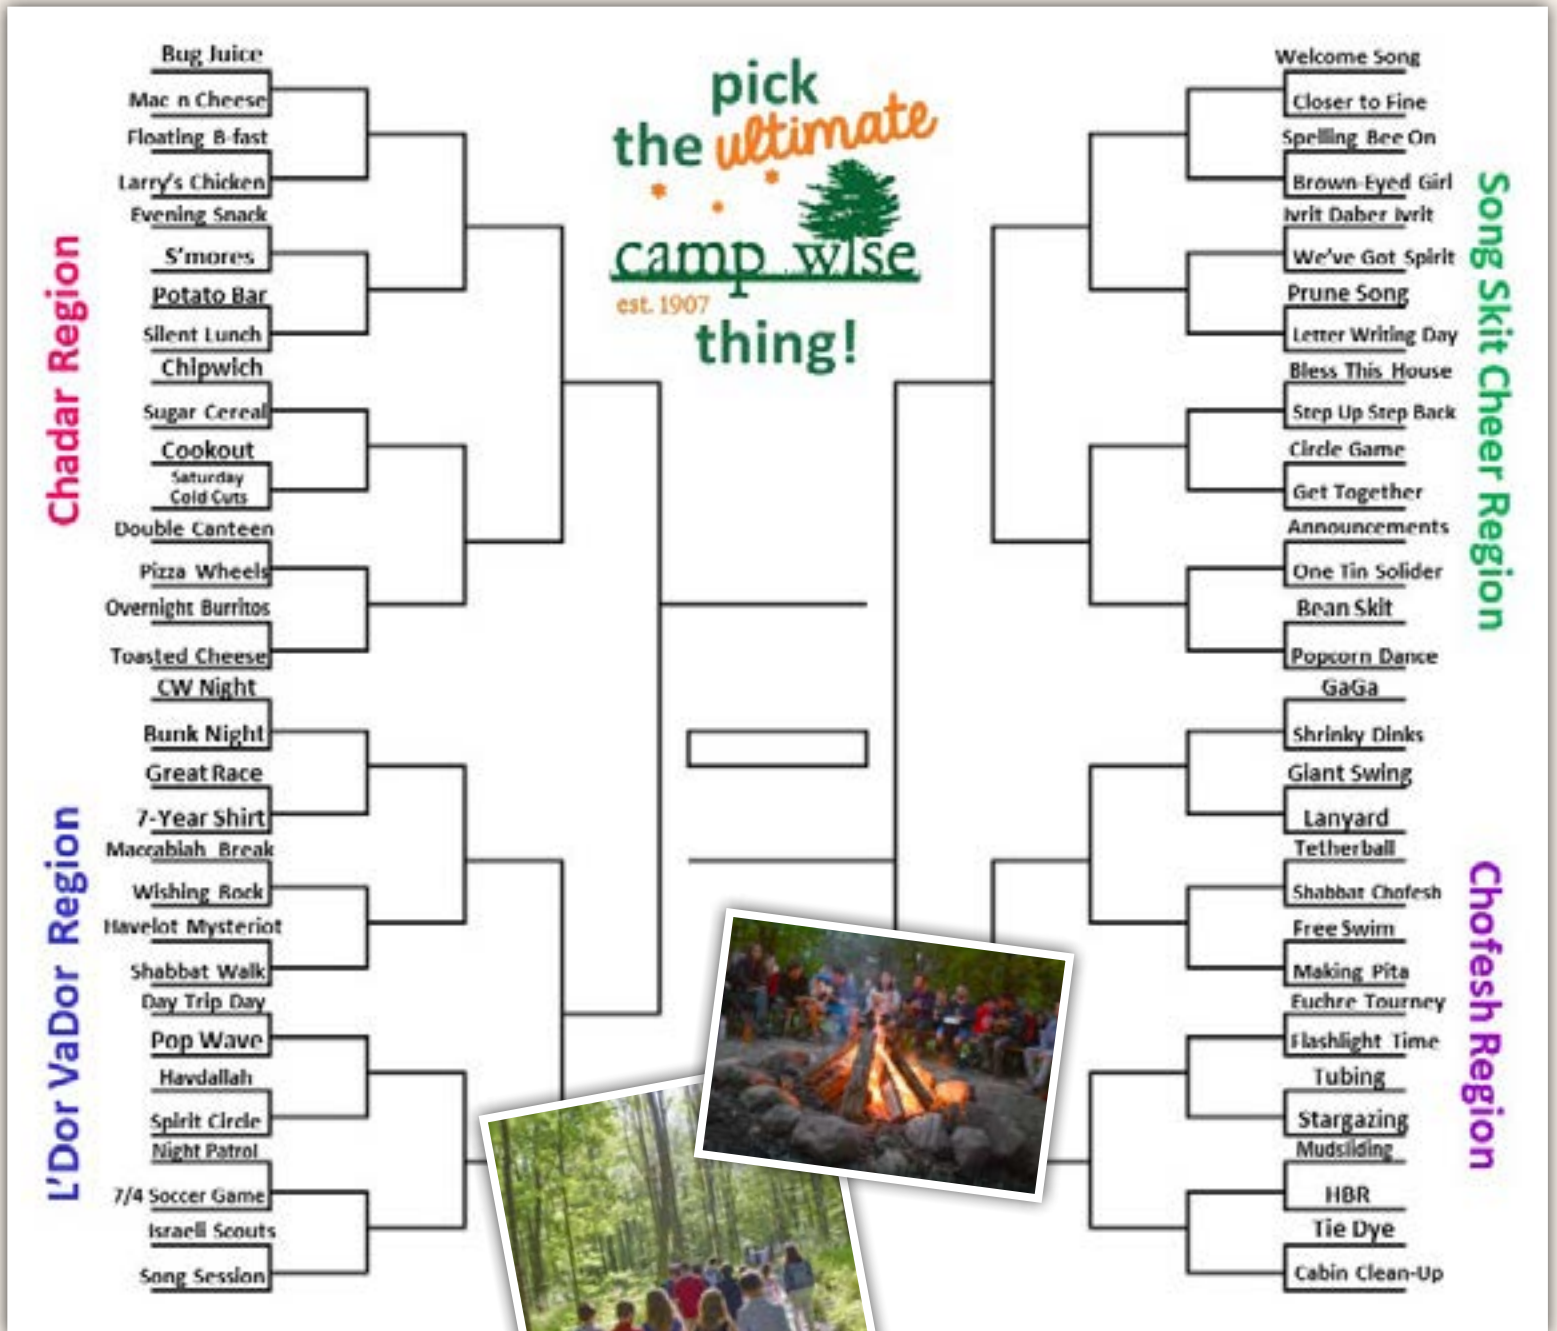 pick
the ultimate
camp wise
est. 1907
thing!
Chadar Region
Bug Juice
Mac n Cheese
Floating B-fast
Larry's Chicken
Evening Snack
S'mores
Potato Bar
Silent Lunch
Chipwich
Sugar Cereal
Cookout
Saturday
Cold Cuts
Double Canteen
Pizza Wheels
Overnight Burritos
Toasted Cheese
L'Dor VaDor Region
CW Night
Bunk Night
Great Race
7-Year Shirt
Maccabiah Break
Wishing Rock
Havelot Mysteriot
Shabbat Walk
Day Trip Day
Pop Wave
Havdallah
Spirit Circle
Night Patrol
7/4 Soccer Game
Israeli Scouts
Song Session
Song Skit Cheer Region
Welcome Song
Closer to Fine
Spelling Bee On
Brown-Eyed Girl
Ivrit Daber Ivrit
We've Got Spirit
Prune Song
Letter Writing Day
Bless This House
Step Up Step Back
Circle Game
Get Together
Announcements
One Tin Solider
Bean Skit
Popcorn Dance
Chofesh Region
GaGa
Shrinky Dinks
Giant Swing
Lanyard
Tetherball
Shabbat Chofesh
Free Swim
Making Pita
Euchre Tourney
Flashlight Time
Tubing
Stargazing
Mudsliding
HBR
Tie Dye
Cabin Clean-Up